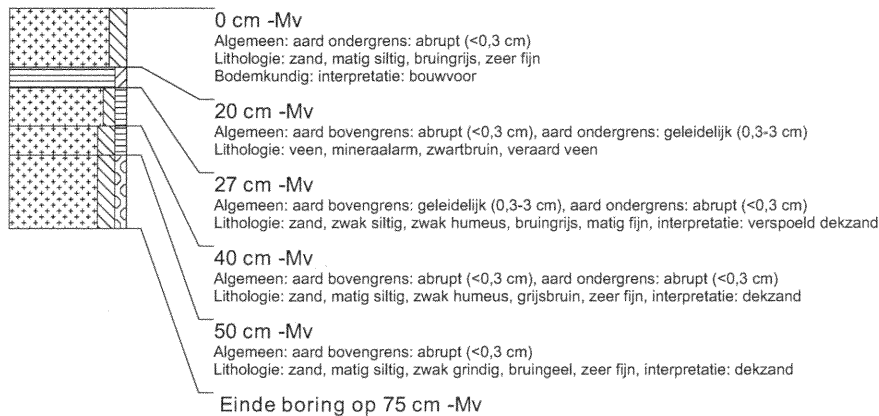 0 cm -Mv
Algemeen: aard ondergrens: abrupt (<0,3 cm)
Lithologie: zand, matig siltig, bruingrijs, zeer fijn
Bodemkundig: interpretatie: bouwvoor
20 cm -Mv
Algemeen: aard bovengrens: abrupt (<0,3 cm), aard ondergrens: geleidelijk (0,3-3 cm)
Lithologie: veen, mineraalarm, zwartbruin, veraard veen
27 cm -Mv
Algemeen: aard bovengrens: geleidelijk (0,3-3 cm), aard ondergrens: abrupt (<0,3 cm)
Lithologie: zand, zwak siltig, zwak humeus, bruingrijs, matig fijn, interpretatie: verspoeld dekzand
40 cm -Mv
Algemeen: aard bovengrens: abrupt (<0,3 cm), aard ondergrens: abrupt (<0,3 cm)
Lithologie: zand, matig siltig, zwak humeus, grijsbruin, zeer fijn, interpretatie: dekzand
50 cm -Mv
Algemeen: aard bovengrens: abrupt (<0,3 cm)
Lithologie: zand, matig siltig, zwak grindig, bruingeel, zeer fijn, interpretatie: dekzand
Einde boring op 75 cm -Mv